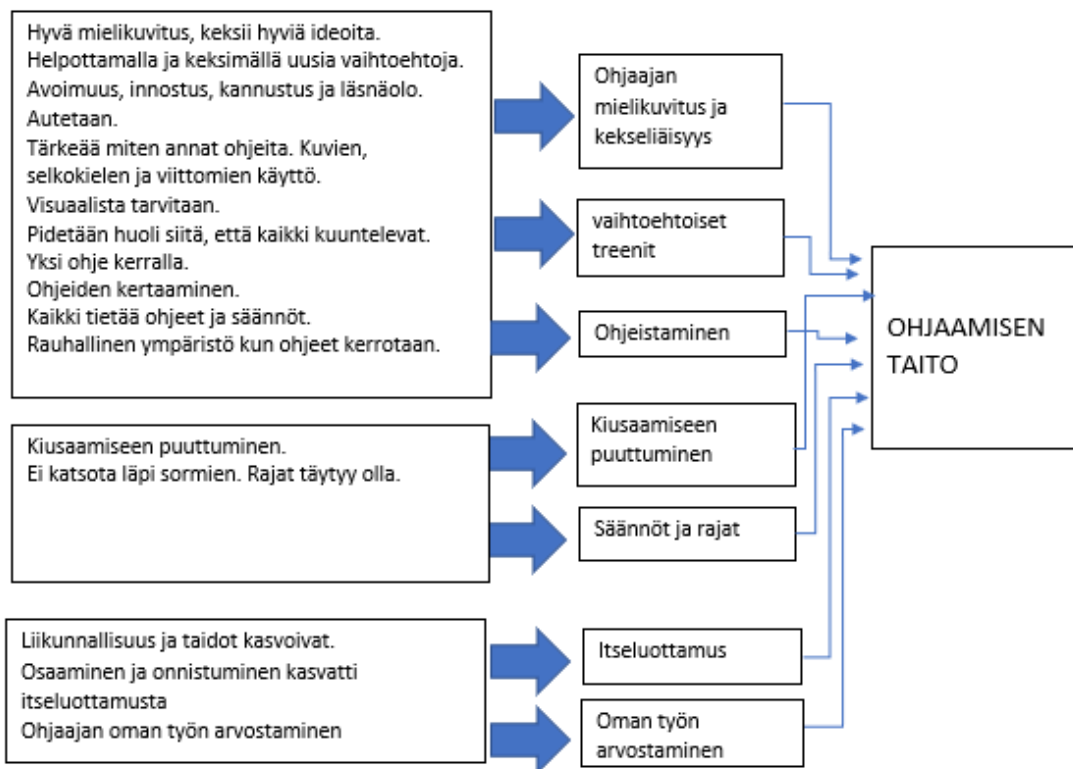 Hyvä mielikuvitus, keksii hyviä ideoita.
Helpottamalla ja keksimällä uusia vaihtoehtoja.
Avoimuus, innostus, kannustus ja läsnäolo.
Autetaan.
Tärkeää miten annat ohjeita. Kuvien,
selkokielen ja viittomien käyttö.
Visuaalista tarvitaan.
Pidetään huoli siitä, että kaikki kuuntelevat.
Yksi ohje kerralla.
Ohjeiden kertaaminen.
Kaikki tietää ohjeet ja säännöt.
Rauhallinen ympäristö kun ohjeet kerrotaan.
Ohjaajan
mielikuvitus ja
kekseliäisyys
vaihtoehtoiset
treenit
Ohjeistaminen
Kiusaamiseen puuttuminen.
Ei katsota läpi sormien. Rajat täytyy olla.
Kiusaamiseen
puuttuminen
Säännöt ja rajat
Liikunnallisuus ja taidot kasvoivat.
Osaaminen ja onnistuminen kasvatti
itseluottamusta
Ohjaajan oman työn arvostaminen
Itseluottamus
Oman työn
arvostaminen
OHJAAMISEN
TAITO